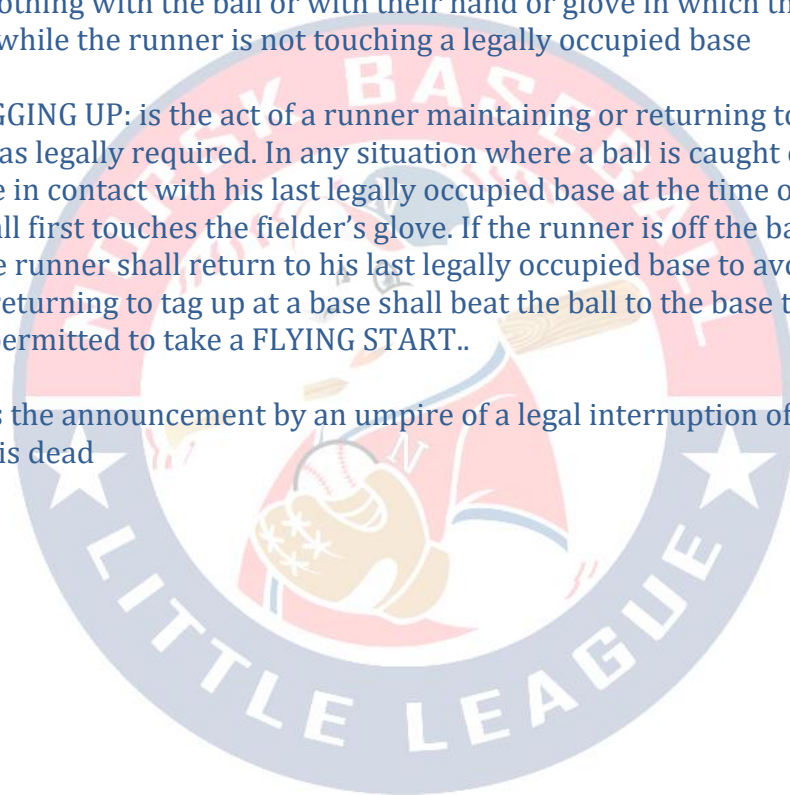 othing with the ball or with their hand or glove in which th
while the runner is not touching a legally occupied base
GGING UP: is the act of a runner maintaining or returning to
as legally required. In any situation where a ball is caught
e in contact with his last legally occupied base at the time o
ll first touches the fielder's glove. If the runner is off the ba
e runner shall return to his last legally occupied base to avo
returning to tag up at a base shall beat the ball to the base t
permitted to take a FLYING START..
s the announcement by an umpire of a legal interruption of
is dead
BASEBALL
N
LITTLE LEAGUE